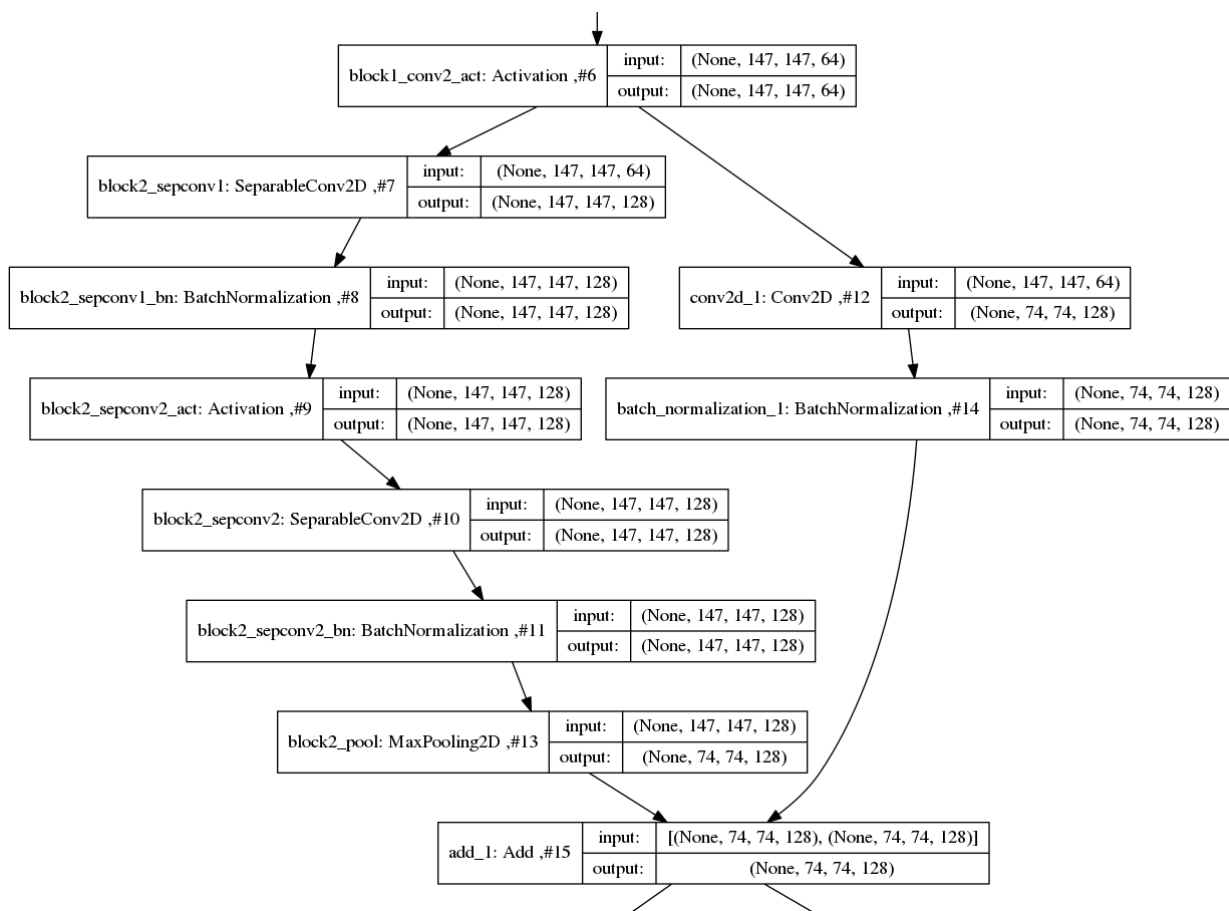 block1_conv2_act: Activation ,#6
input: (None, 147, 147, 64)
output: (None, 147, 147, 64)
block2_sepconv1: SeparableConv2D ,#7
input: (None, 147, 147, 64)
output: (None, 147, 147, 128)
block2_sepconv1_bn: BatchNormalization ,#8
input: (None, 147, 147, 128)
output: (None, 147, 147, 128)
conv2d_1: Conv2D ,#12
input: (None, 147, 147, 64)
output: (None, 74, 74, 128)
block2_sepconv2_act: Activation ,#9
input: (None, 147, 147, 128)
output: (None, 147, 147, 128)
batch_normalization_1: BatchNormalization ,#14
input: (None, 74, 74, 128)
output: (None, 74, 74, 128)
block2_sepconv2: SeparableConv2D ,#10
input: (None, 147, 147, 128)
output: (None, 147, 147, 128)
block2_sepconv2_bn: BatchNormalization ,#11
input: (None, 147, 147, 128)
output: (None, 147, 147, 128)
block2_pool: MaxPooling2D ,#13
input: (None, 147, 147, 128)
output: (None, 74, 74, 128)
add_1: Add ,#15
input: [(None, 74, 74, 128), (None, 74, 74, 128)]
output: (None, 74, 74, 128)